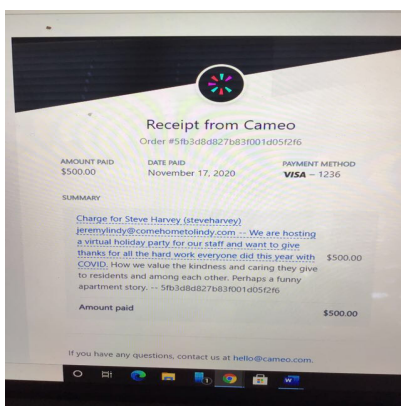 Receipt from Cameo
Order #5fb3d8d827b83f001d05f2f6
AMOUNT PAID
$500.00
DATE PAID
November 17, 2020
PAYMENT METHOD
VISA – 1236
SUMMARY
Charge for Steve Harvey (steveharvey)
jeremylindy@comehometolindy.com -- We are hosting
a virtual holiday party for our staff and want to give
thanks for all the hard work everyone did this year with
COVID. How we value the kindness and caring they give
to residents and among each other. Perhaps a funny
apartment story. -- 5fb3d8d827b83f001d05f2f6
$500.00
Amount paid
$500.00
If you have any questions, contact us at hello@cameo.com.